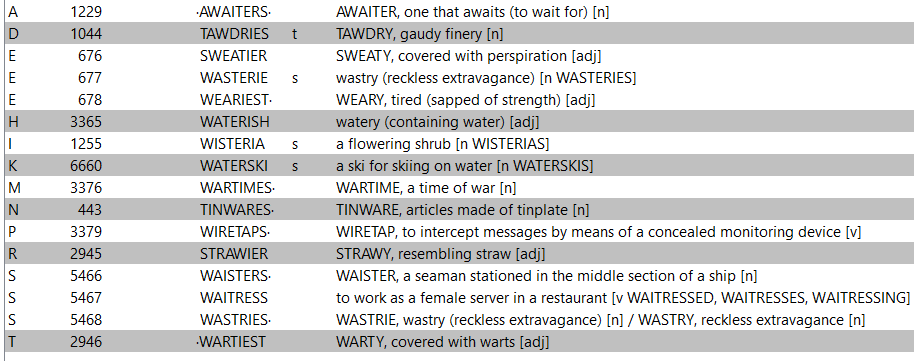 A 1229 ·AWAITERS· AWAITER, one that awaits (to wait for) [n]
D 1044 TAWDRIES t TAWDRY, gaudy finery [n]
E 676 SWEATIER SWEATY, covered with perspiration [adj]
E 677 WASTERIE s wastry (reckless extravagance) [n WASTERIES]
E 678 WEARIEST· WEARY, tired (sapped of strength) [adj]
H 3365 WATERISH watery (containing water) [adj]
I 1255 WISTERIA s a flowering shrub [n WISTERIAS]
K 6660 WATERSKI s a ski for skiing on water [n WATERSKIS]
M 3376 WARTIMES· WARTIME, a time of war [n]
N 443 TINWARES· TINWARE, articles made of tinplate [n]
P 3379 WIRETAPS· WIRETAP, to intercept messages by means of a concealed monitoring device [v]
R 2945 STRAWIER STRAWY, resembling straw [adj]
S 5466 WAISTERS· WAISTER, a seaman stationed in the middle section of a ship [n]
S 5467 WAITRESS to work as a female server in a restaurant [v WAITRESSED, WAITRESSES, WAITRESSING]
S 5468 WASTRIES· WASTRIE, wastry (reckless extravagance) [n] / WASTRY, reckless extravagance [n]
T 2946 ·WARTIEST WARTY, covered with warts [adj]